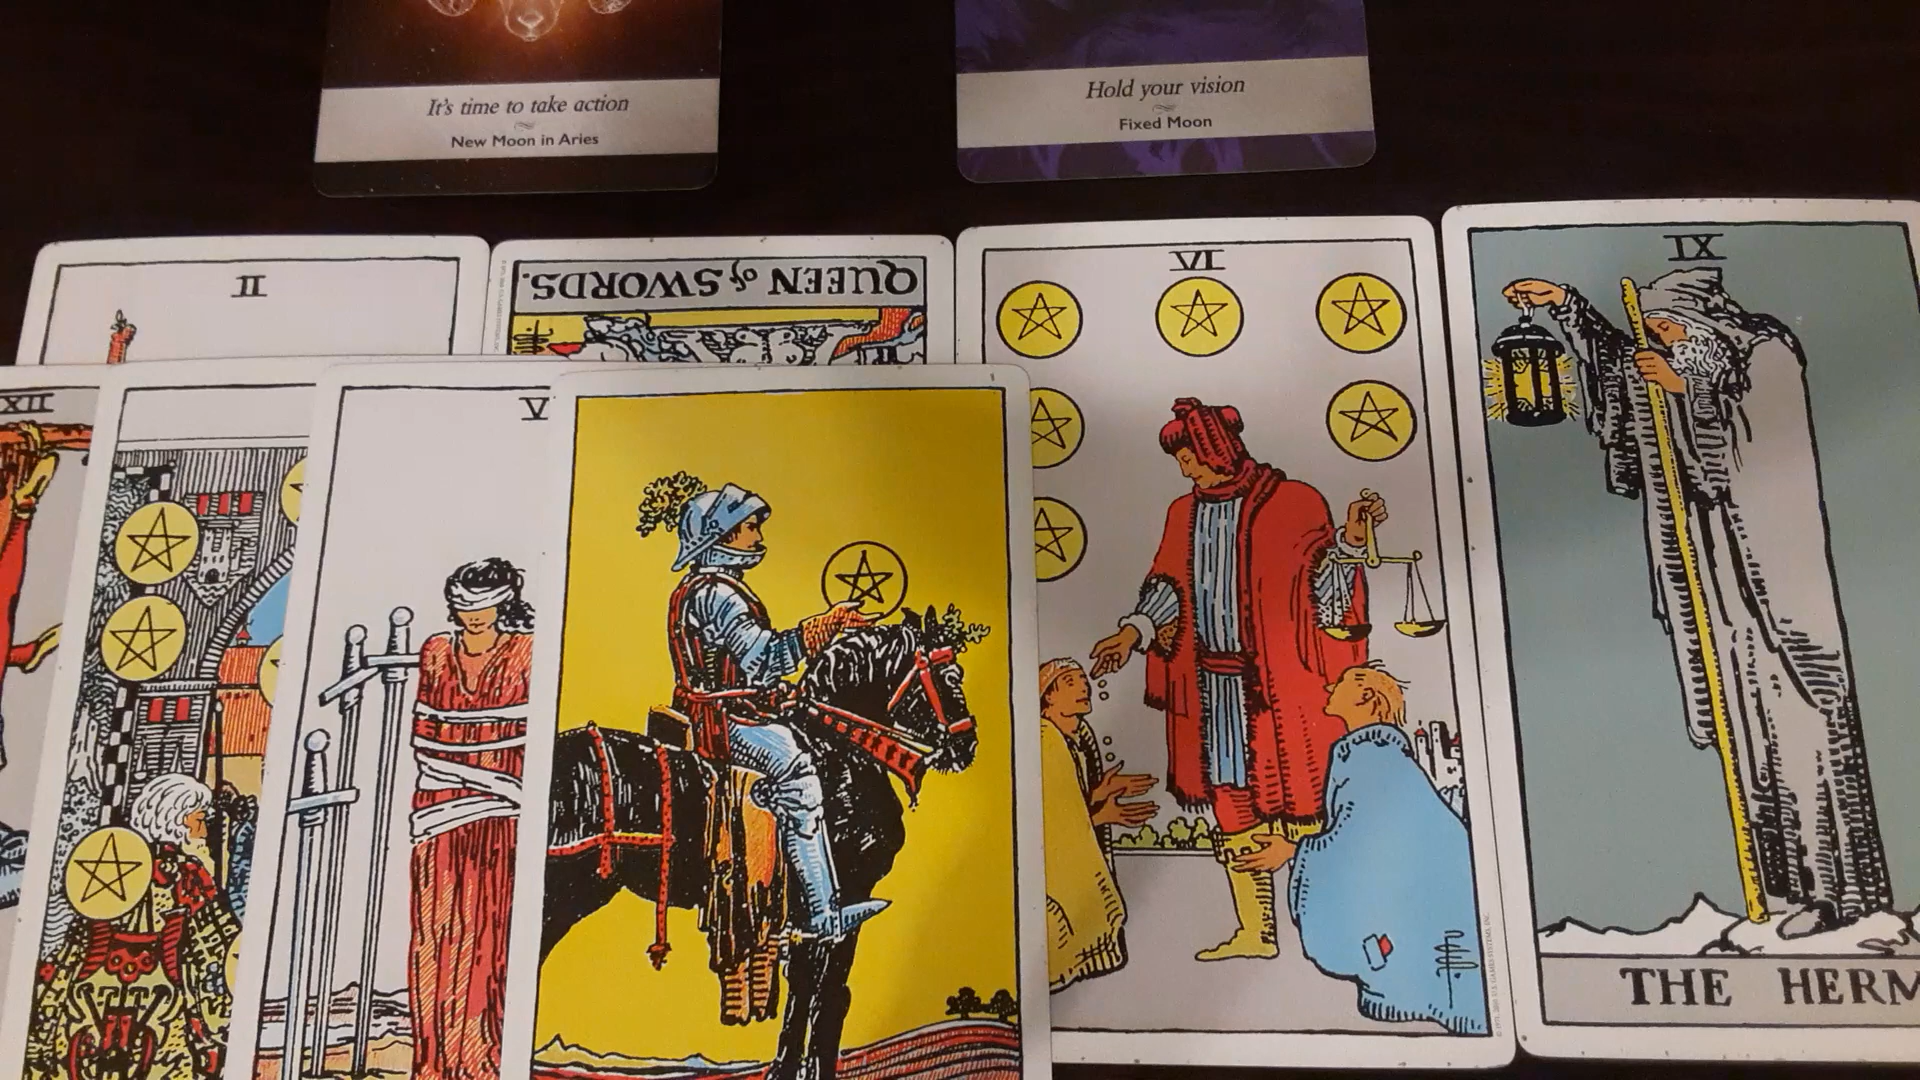 It's time to take action
New Moon in Aries
Hold your vision
Fixed Moon
II
QUEEN of SWORDS.
VI
IX
XII
V
THE HERM